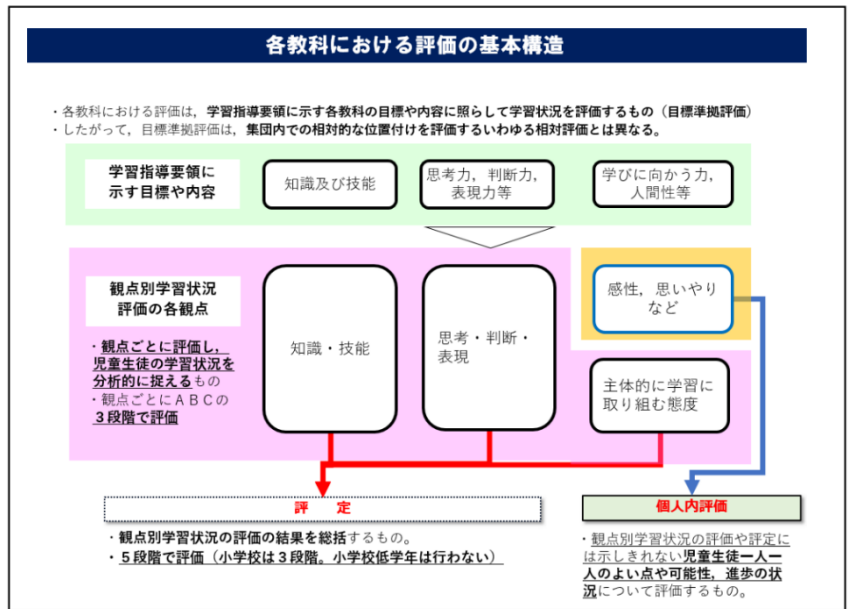 各教科における評価の基本構造
・各教科における評価は，学習指導要領に示す各教科の目標や内容に照らして学習状況を評価するもの（目標準拠評価）
・したがって，目標準拠評価は，集団内での相対的な位置付けを評価するいわゆる相対評価とは異なる。
学習指導要領に
示す目標や内容
知識及び技能
思考力，判断力，
表現力等
学びに向かう力，
人間性等
観点別学習状況
評価の各観点
・観点ごとに評価し，
児童生徒の学習状況を
分析的に捉えるもの
・観点ごとにＡＢＣの
３段階で評価
知識・技能
思考・判断・
表現
感性，思いやり
など
主体的に学習に
取り組む態度
評　定
・観点別学習状況の評価の結果を総括するもの。
・５段階で評価（小学校は３段階。小学校低学年は行わない）
個人内評価
・観点別学習状況の評価や評定に
は示しきれない児童生徒一人一
人のよい点や可能性，進歩の状
況について評価するもの。